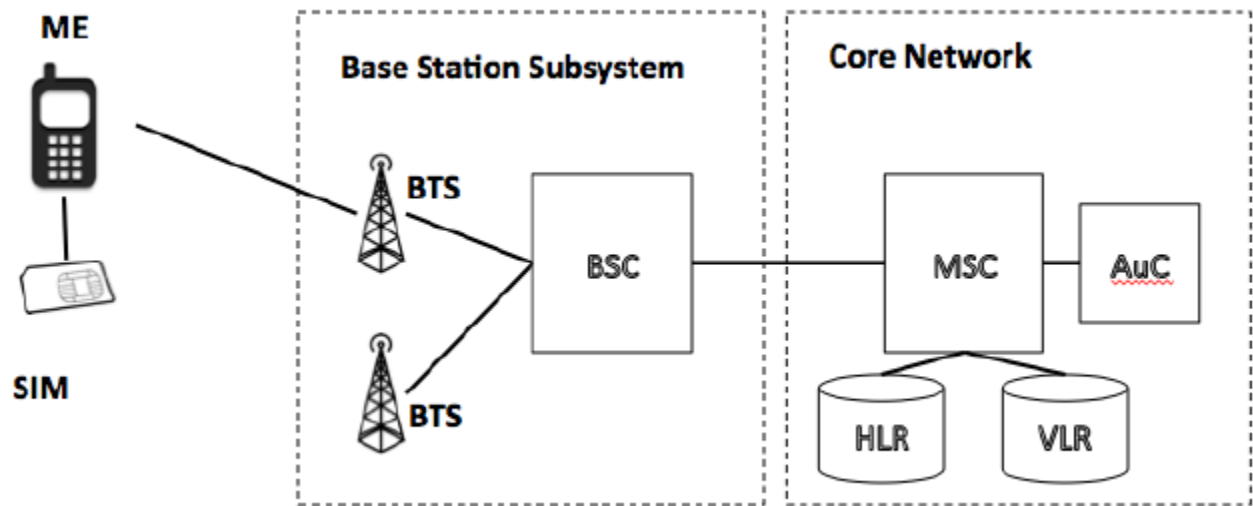 ME
Base Station Subsystem
Core Network
BTS
BSC
MSC
AuC
SIM
BTS
HLR
VLR